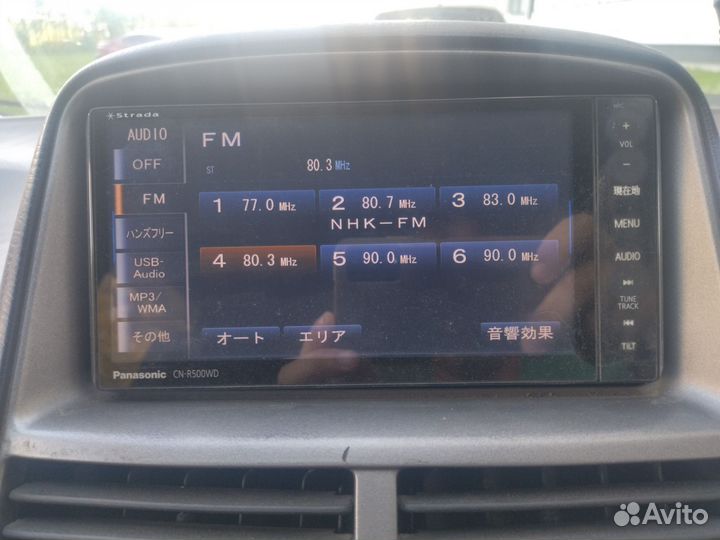 Strada
AUDIO
FM
OFF
ST 80.3 MHz
FM
1 77.0 MHz
2 80.7 MHz
3 83.0 MHz
NHK-FM
ハンズフリー
4 80.3 MHz
5 90.0 MHz
6 90.0 MHz
USB-
Audio
MP3/
WMA
その他
オート
エリア
音響効果
Panasonic CN-R500WD
+
VOL
−
現在地
MENU
AUDIO
TUNE
TRACK
TILT
Avito